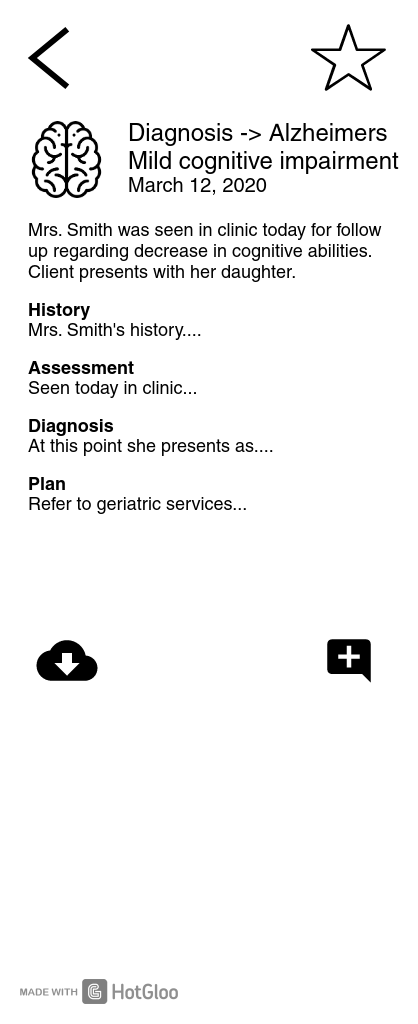 Diagnosis -> Alzheimers
Mild cognitive impairment
March 12, 2020
Mrs. Smith was seen in clinic today for follow
up regarding decrease in cognitive abilities.
Client presents with her daughter.
History
Mrs. Smith's history....
Assessment
Seen today in clinic...
Diagnosis
At this point she presents as....
Plan
Refer to geriatric services...
MADE WITH HotGloo